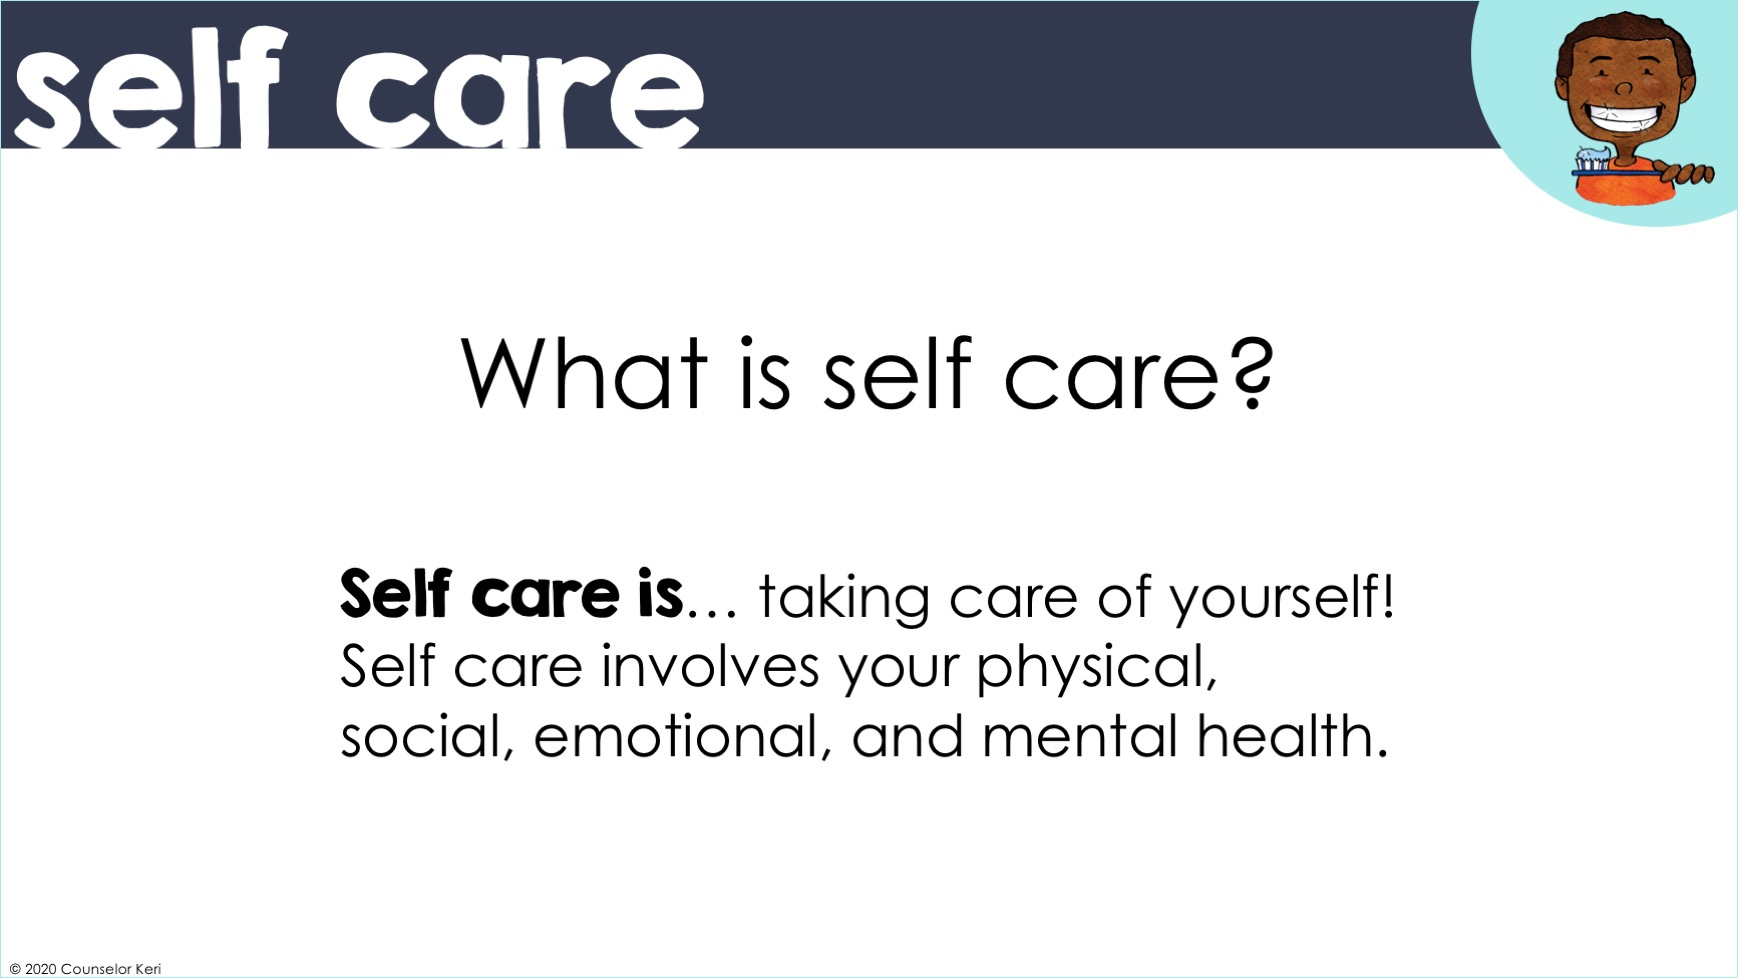 self care
What is self care?
Self care is... taking care of yourself!
Self care involves your physical,
social, emotional, and mental health.
© 2020 Counselor Keri